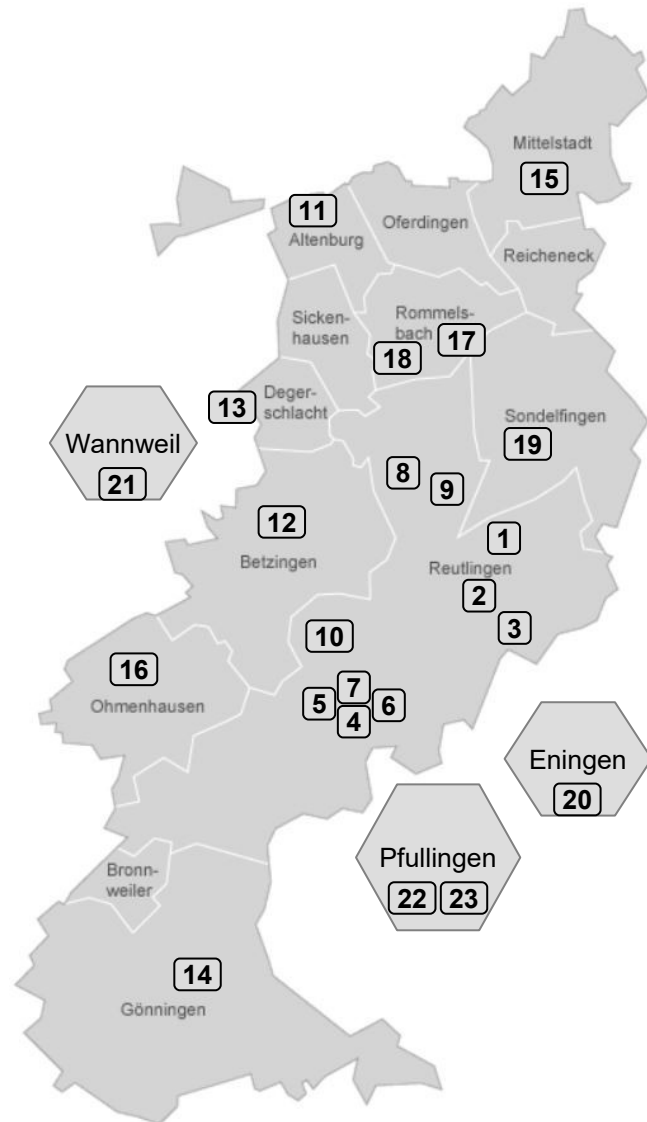 Mittelstadt
15
11
Altenburg
Oferdingen
Reicheneck
Sicken-
hausen
Rommels-
bach
17
18
13
Deger-
schlacht
Sondelfingen
19
Wannweil
21
8
9
12
Betzingen
1
Reutlingen
2
3
10
16
Ohmenhausen
7
5
6
4
Eningen
20
Pfullingen
22
23
Bronn-
weiler
14
Gönningen